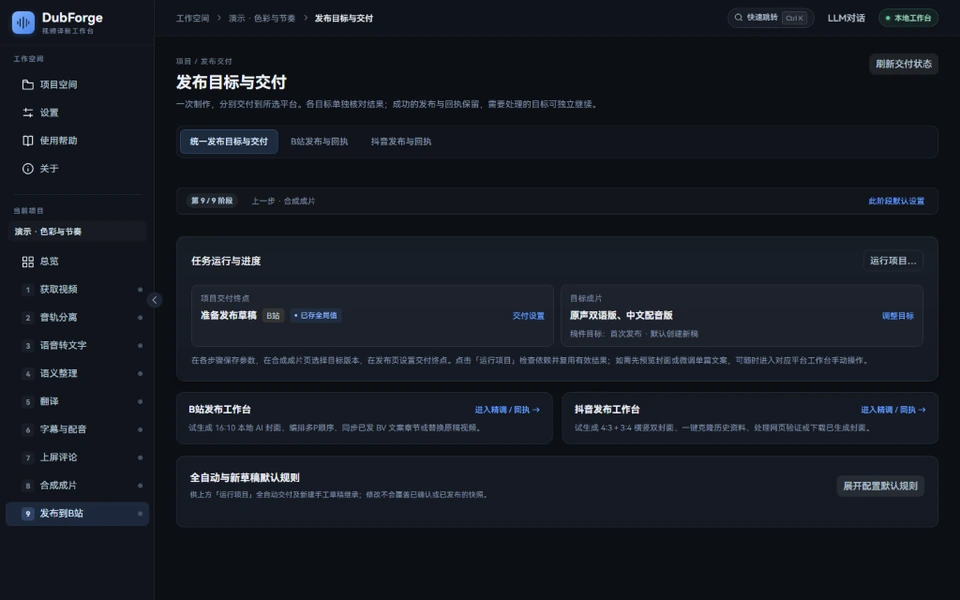 DubForge
视频译制工作台
工作空间
项目空间
设置
使用帮助
关于
当前项目
演示 · 色彩与节奏
总览
1 获取视频
2 音轨分离
3 语音转文字
4 语义整理
5 翻译
6 字幕与配音
7 上屏评论
8 合成成片
9 发布到B站
工作空间 > 演示 · 色彩与节奏 > 发布目标与交付
快速跳转 Ctrl K
LLM对话
本地工作台
项目 / 发布交付
发布目标与交付
刷新交付状态
一次制作，分别交付到所选平台。各目标单独核对结果；成功的发布与回执保留，需要处理的目标可独立继续。
统一发布目标与交付 B站发布与回执 抖音发布与回执
第 9 / 9 阶段 上一步 · 合成成片 此阶段默认设置
任务运行与进度 运行项目...
项目交付终点
准备发布草稿 B站 • 已存全局值 交付设置
目标成片
原声双语版、中文配音版 调整目标
稿件目标：首次发布 · 默认创建新稿
在各步骤保存参数，在合成成片页选择目标版本，在发布页设置交付终点。点击「运行项目」检查依赖并复用有效结果；如需先预览封面或微调单篇文案，可随时进入对应平台工作台手动操作。
B站发布工作台 进入精调 / 回执 →
试生成 16:10 本地 AI 封面，编排多P顺序，同步已发 BV 文案章节或替换原稿视频。
抖音发布工作台 进入精调 / 回执 →
试生成 4:3 + 3:4 横竖双封面，一键克隆历史资料、处理网页验证或下载已生成封面。
全自动与新草稿默认规则
供上方「运行项目」全自动交付及新建手工草稿继承；修改不会覆盖已确认或已发布的快照。
展开配置默认规则